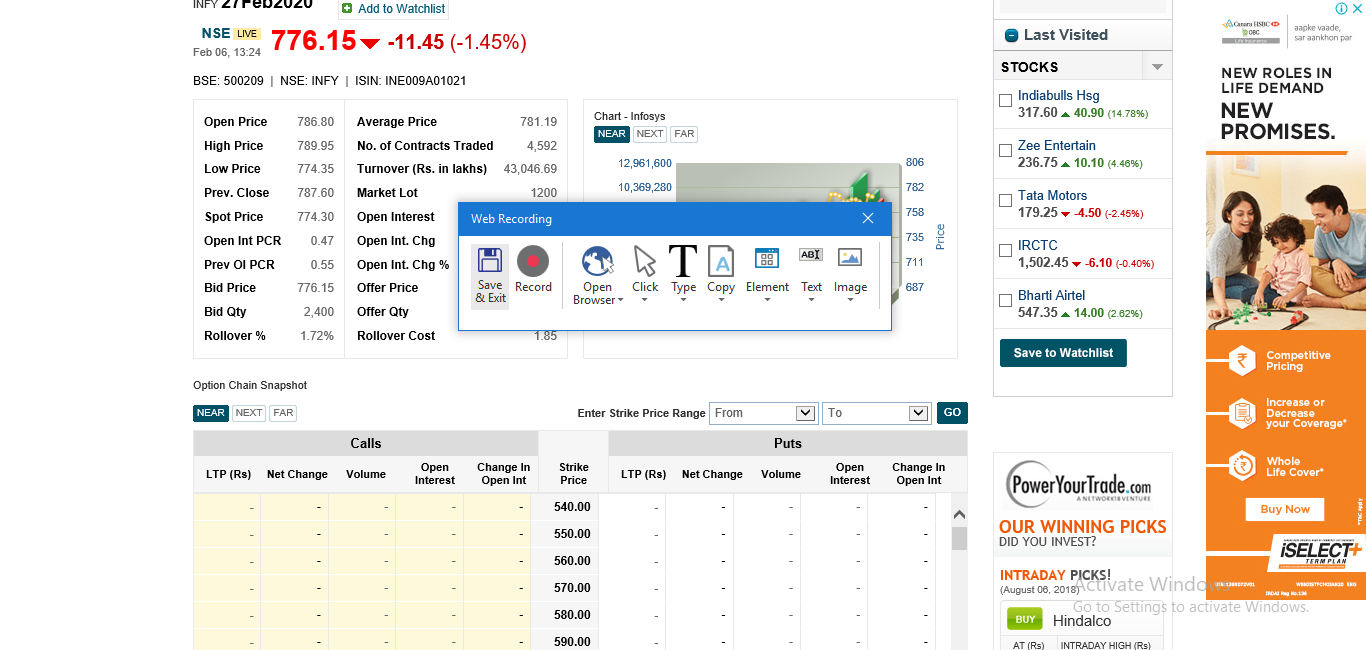 INFY 27Feb2020
Add to Watchlist
NSE LIVE
Feb 06, 13:24
776.15 -11.45 (-1.45%)
BSE: 500209 | NSE: INFY | ISIN: INE009A01021
Open Price 786.80 Average Price 781.19
High Price 789.95 No. of Contracts Traded 4,592
Low Price 774.35 Turnover (Rs. in lakhs) 43,046.69
Prev. Close 787.60 Market Lot 1200
Spot Price 774.30 Open Interest
Open Int PCR 0.47 Open Int. Chg
Prev OI PCR 0.55 Open Int. Chg %
Bid Price 776.15 Offer Price
Bid Qty 2,400 Offer Qty
Rollover % 1.72% Rollover Cost 1.85
Chart - Infosys
NEAR NEXT FAR
12,961,600 806
10,369,280 782
758
735
711
687
Price
Web Recording
Save
& Exit
Record
Open
Browser
Click
Type
Copy
Element
ABI
Text
Image
Option Chain Snapshot
NEAR NEXT FAR
Enter Strike Price Range From To GO
Calls Puts
LTP (Rs) Net Change Volume Open Interest Change In Open Int Strike Price LTP (Rs) Net Change Volume Open Interest Change In Open Int
- - - - - 540.00 - - - - -
- - - - - 550.00 - - - - -
- - - - - 560.00 - - - - -
- - - - - 570.00 - - - - -
- - - - - 580.00 - - - - -
- - - - - 590.00 - - - - -
Last Visited
STOCKS
Indiabulls Hsg
317.60 40.90 (14.78%)
Zee Entertain
236.75 10.10 (4.46%)
Tata Motors
179.25 -4.50 (-2.45%)
IRCTC
1,502.45 -6.10 (-0.40%)
Bharti Airtel
547.35 14.00 (2.62%)
Save to Watchlist
PowerYourTrade.com
A NETWORK18 VENTURE
OUR WINNING PICKS
DID YOU INVEST?
INTRADAY PICKS!
(August 06, 2018)
BUY Hindalco
AT (Rs) INTRADAY HIGH (Rs)
Canara HSBC
OBC
Life Insurance
aapke vaade,
sar aankhon par
NEW ROLES IN
LIFE DEMAND
NEW
PROMISES.
Competitive
Pricing
Increase or
Decrease
your Coverage*
Whole
Life Cover*
Buy Now
iSELECT+
TERM PLAN
Activate Windows
Go to Settings to activate Windows.